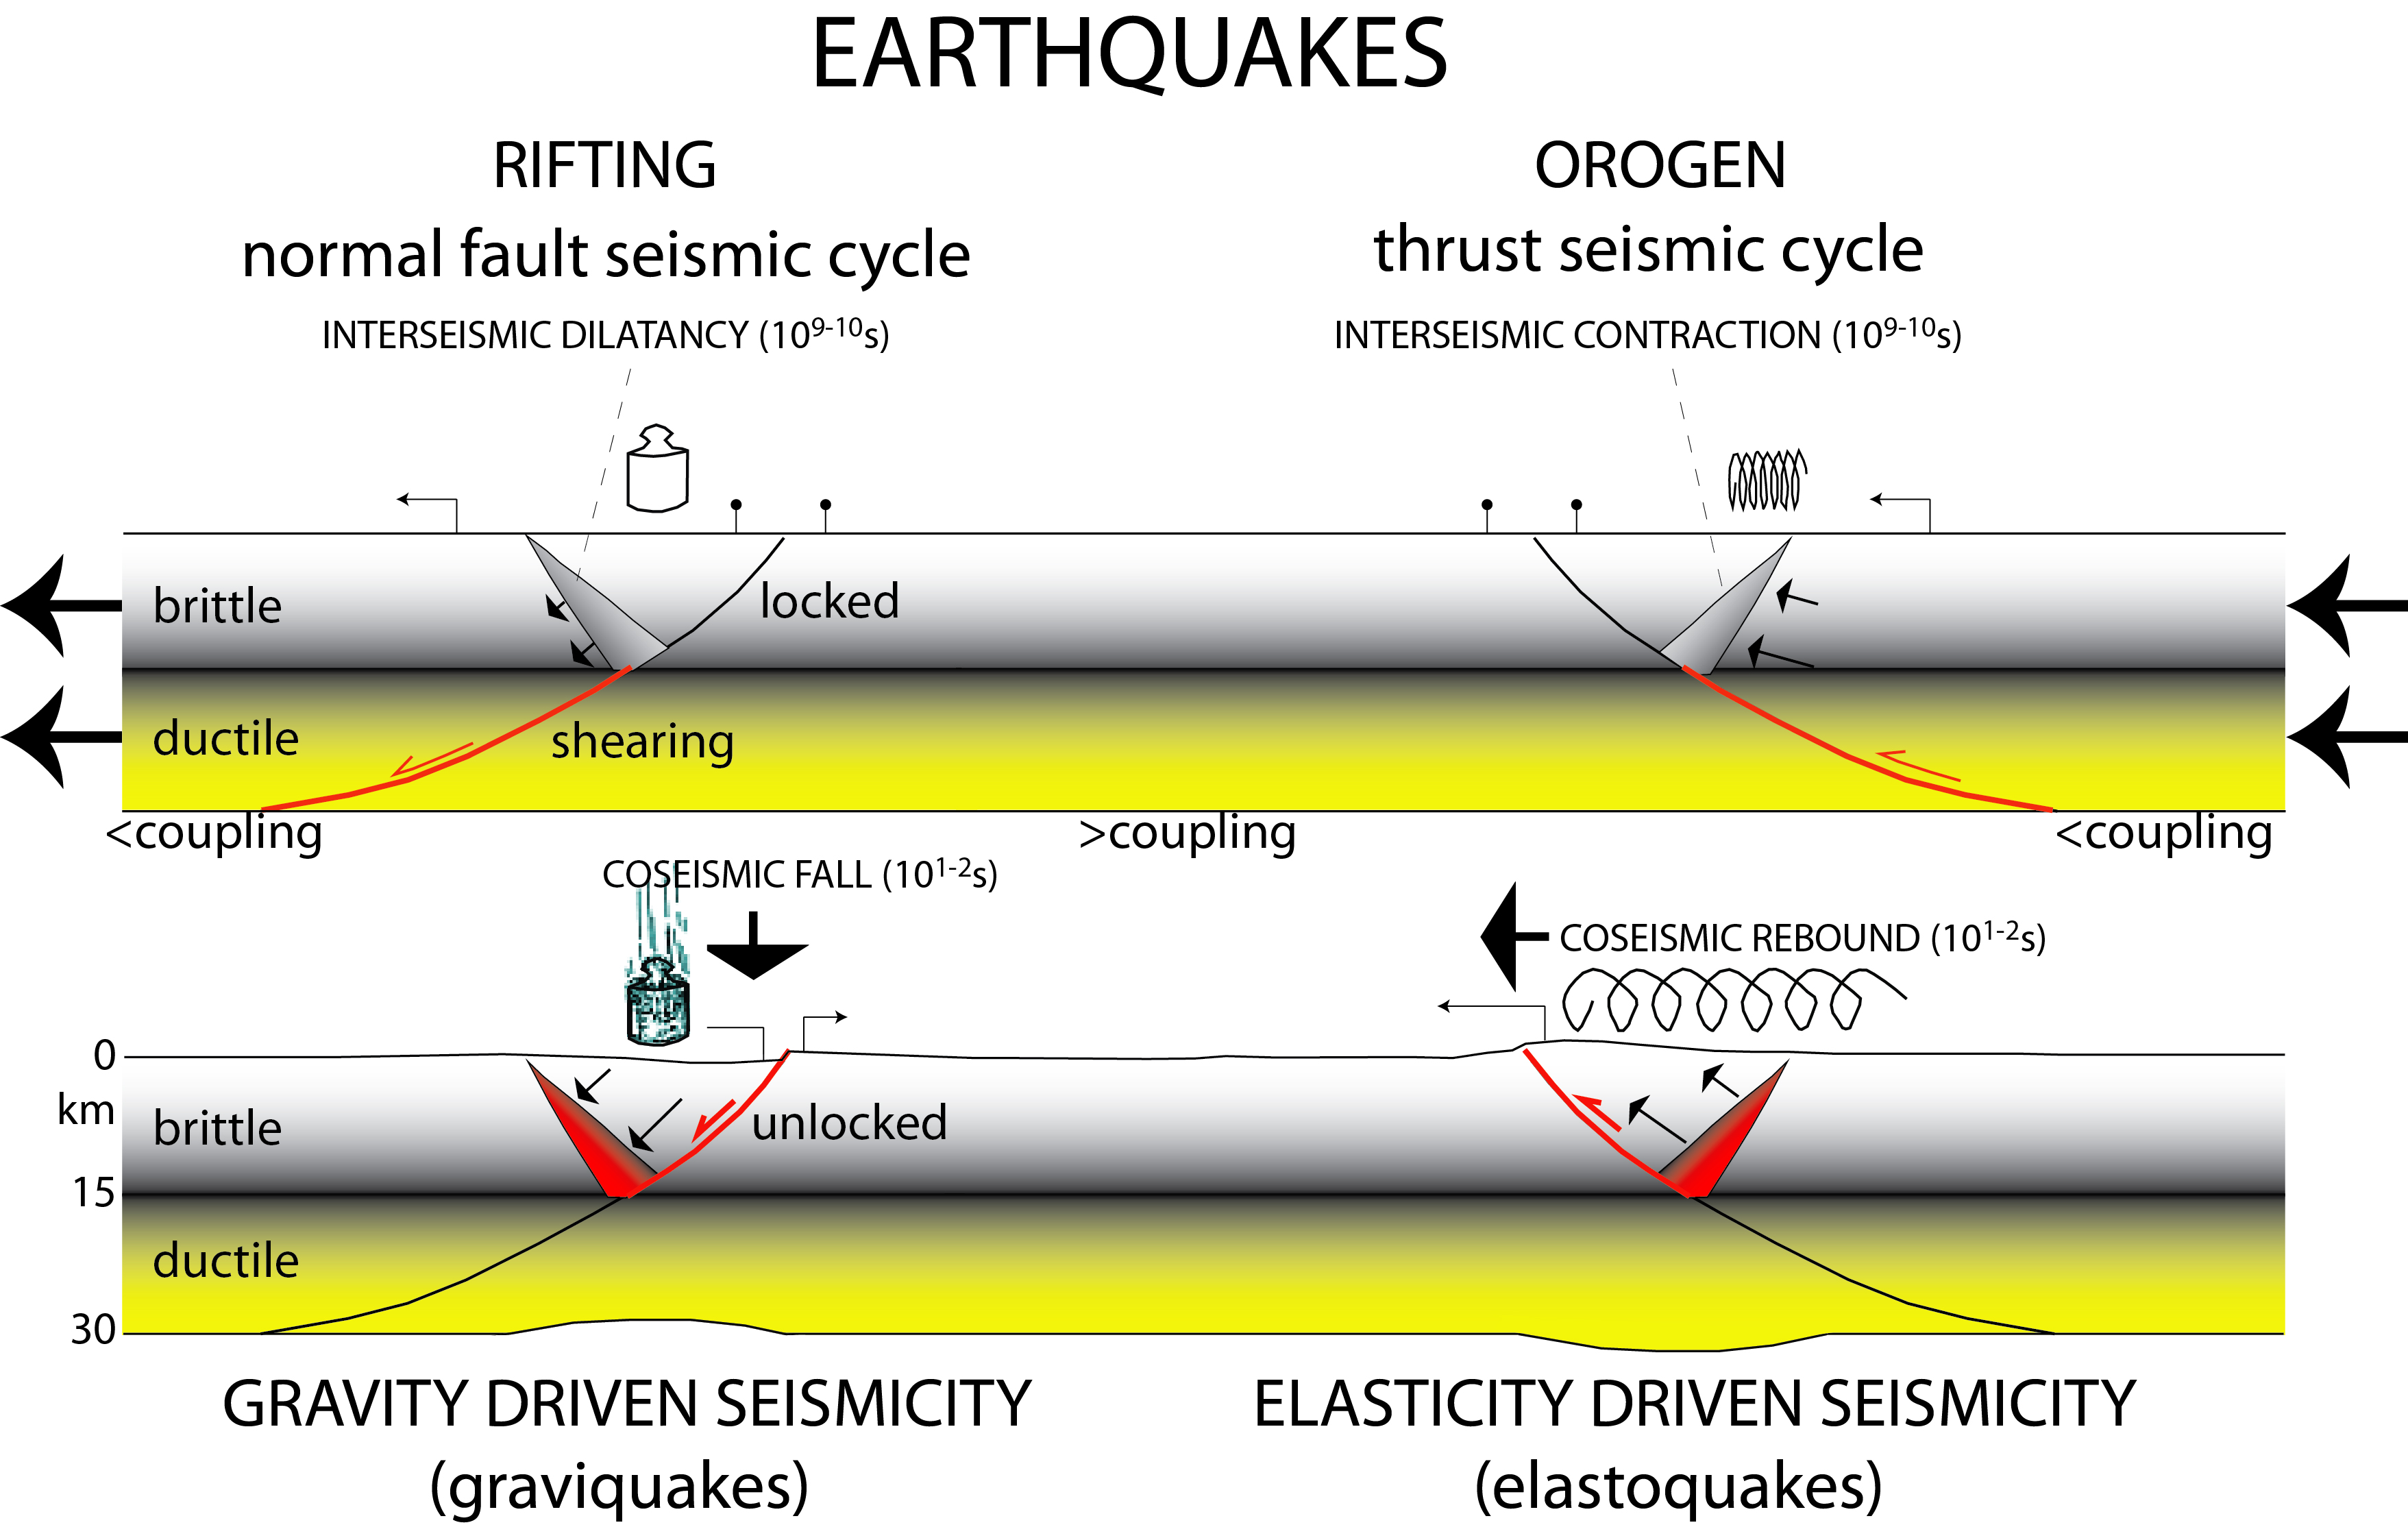 EARTHQUAKES
RIFTING
normal fault seismic cycle
INTERSEISMIC DILATANCY (10⁹⁻¹⁰s)
OROGEN
thrust seismic cycle
INTERSEISMIC CONTRACTION (10⁹⁻¹⁰s)
brittle
locked
ductile
shearing
<coupling
>coupling
<coupling
COSEISMIC FALL (10¹⁻²s)
COSEISMIC REBOUND (10¹⁻²s)
0
km
brittle
unlocked
15
ductile
30
GRAVITY DRIVEN SEISMICITY
(graviquakes)
ELASTICITY DRIVEN SEISMICITY
(elastoquakes)